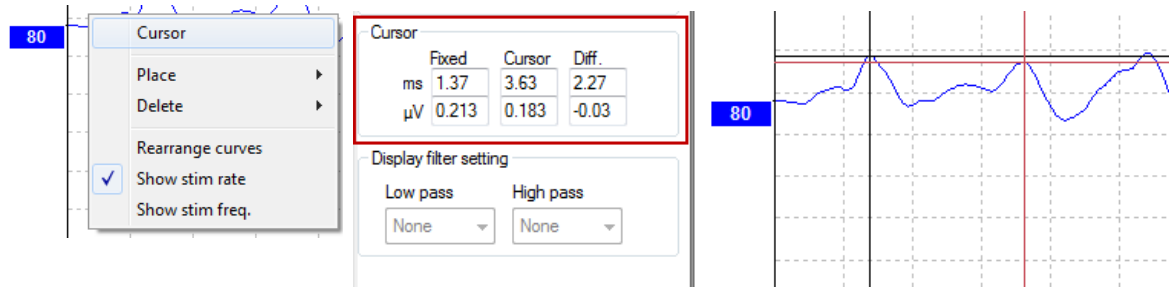 80
Cursor
Place
Delete
Rearrange curves
Show stim rate
Show stim freq.
Cursor
Fixed Cursor Diff.
ms 1.37 3.63 2.27
µV 0.213 0.183 -0.03
Display filter setting
Low pass High pass
None None
80